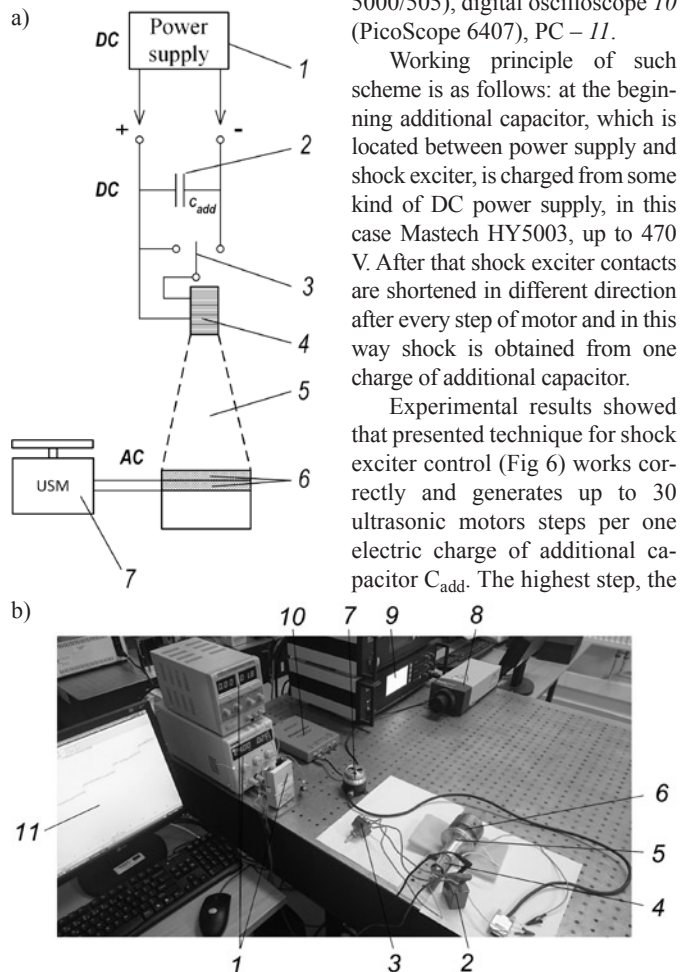 5000/505), digital oscilloscope 10
(PicoScope 6407), PC – 11.
Working principle of such
scheme is as follows: at the begin-
ning additional capacitor, which is
located between power supply and
shock exciter, is charged from some
kind of DC power supply, in this
case Mastech HY5003, up to 470
V. After that shock exciter contacts
are shortened in different direction
after every step of motor and in this
way shock is obtained from one
charge of additional capacitor.
Experimental results showed
that presented technique for shock
exciter control (Fig 6) works cor-
rectly and generates up to 30
ultrasonic motors steps per one
electric charge of additional ca-
pacitor Cadd. The highest step, the
a)
DC
Power
supply
1
+
-
2
DC
Cadd
3
4
5
AC
6
USM
7
b)
10
7
9
8
11
6
5
4
1
3
2